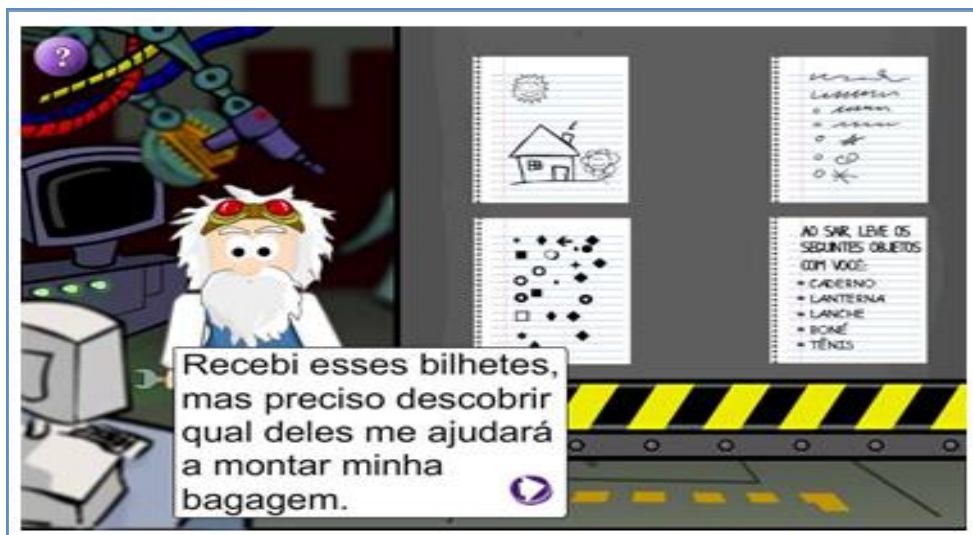 ?
AO SAIR, LEVE OS
SEGUINTES OBJETOS
COM VOCÊ:
• CADERNO
• LANTERNA
• LANCHE
• BONÉ
• TÊNIS
Recebi esses bilhetes,
mas preciso descobrir
qual deles me ajudará
a montar minha
bagagem.